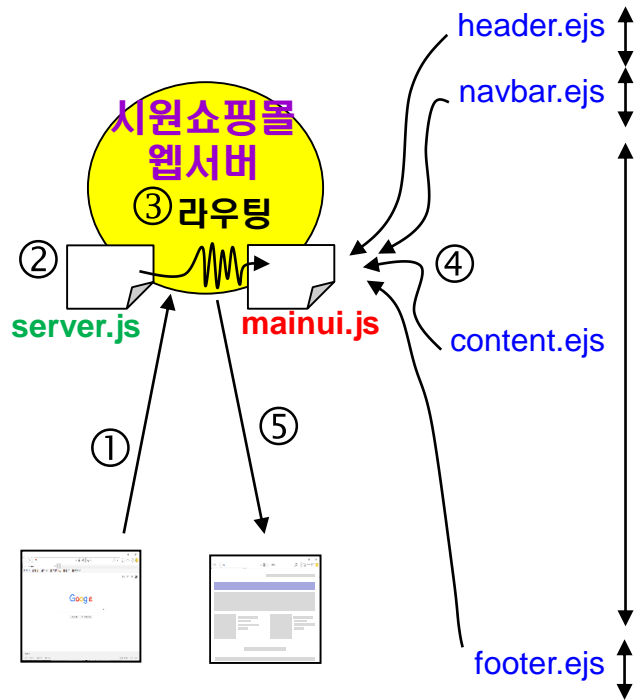 header.ejs
navbar.ejs
시원쇼핑몰
웹서버
③ 라우팅
②
④
server.js
mainui.js
content.ejs
①
⑤
Google
footer.ejs